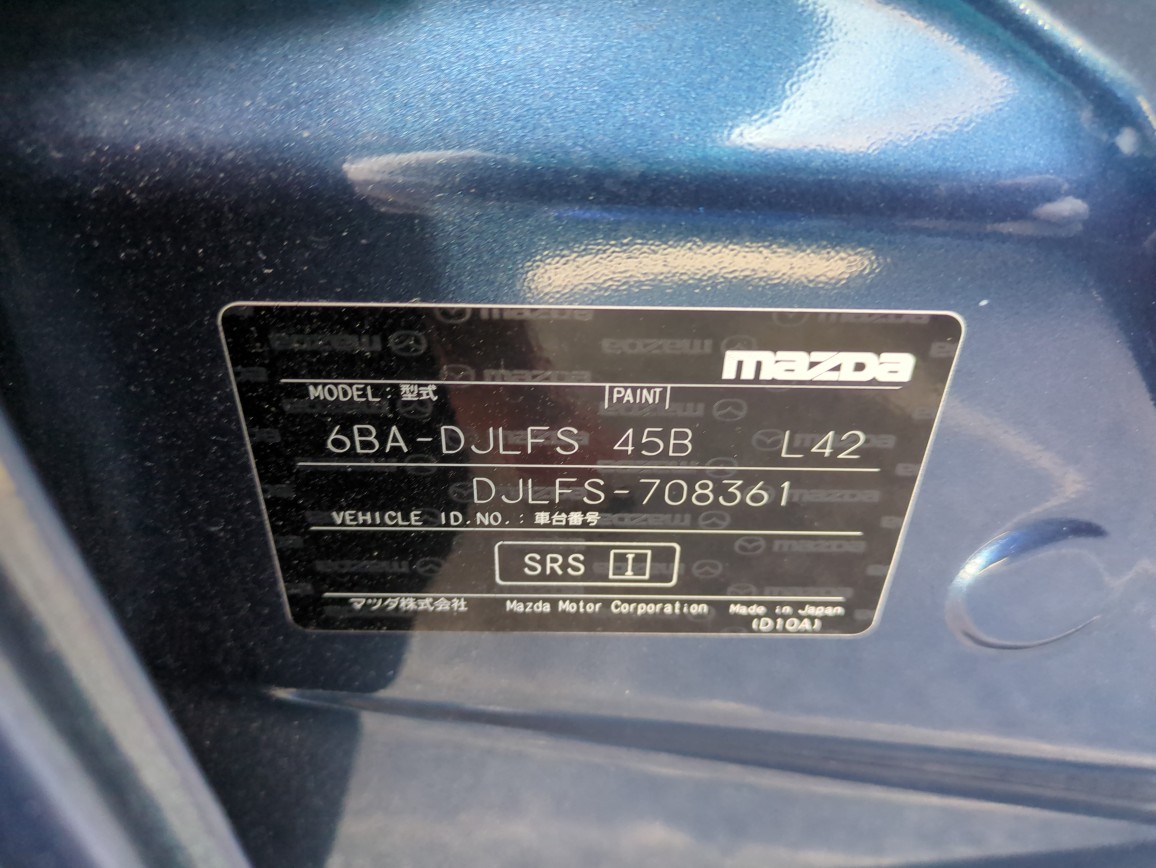 mazda
MODEL : 型式 PAINT
6BA-DJLFS 45B L42
DJLFS-708361
VEHICLE ID.NO. : 車台番号
SRS I
マツダ株式会社 Mazda Motor Corporation Made in Japan
(D10A)